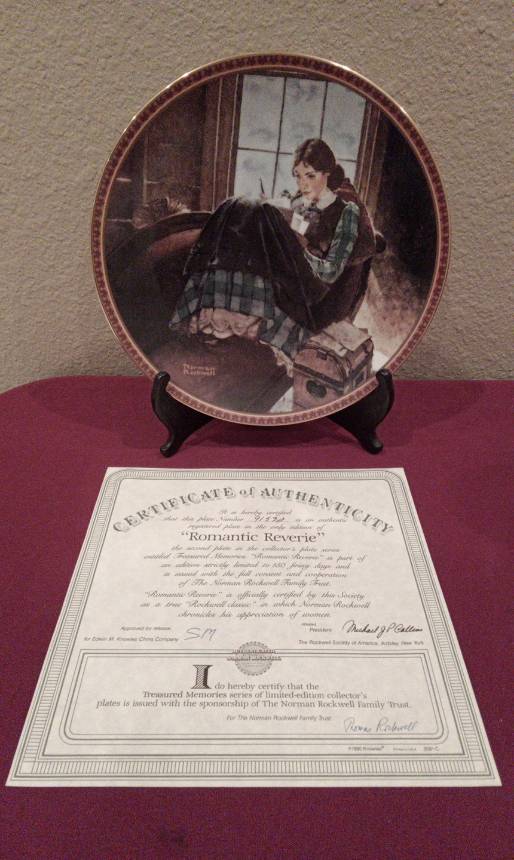 Norman
Rockwell
CERTIFICATE of AUTHENTICITY
It is hereby certified
that this plate Number is an authentic
registered plate in the only edition of
"Romantic Reverie"
the second plate in the collector's plate series
entitled Treasured Memories. "Romantic Reverie" is part of
an edition strictly limited to 150 firing days and
is issued with the full consent and cooperation
of The Norman Rockwell Family Trust.
"Romantic Reverie" is officially certified by this Society
as a true "Rockwell classic" in which Norman Rockwell
chronicles his appreciation of women.
Approved by release
for Edwin M. Knowles China Company
SM
President
The Rockwell Society of America, Ardsley, New York
I do hereby certify that the
Treasured Memories series of limited-edition collector's
plates is issued with the sponsorship of The Norman Rockwell Family Trust.
For The Norman Rockwell Family Trust
Thomas Rockwell